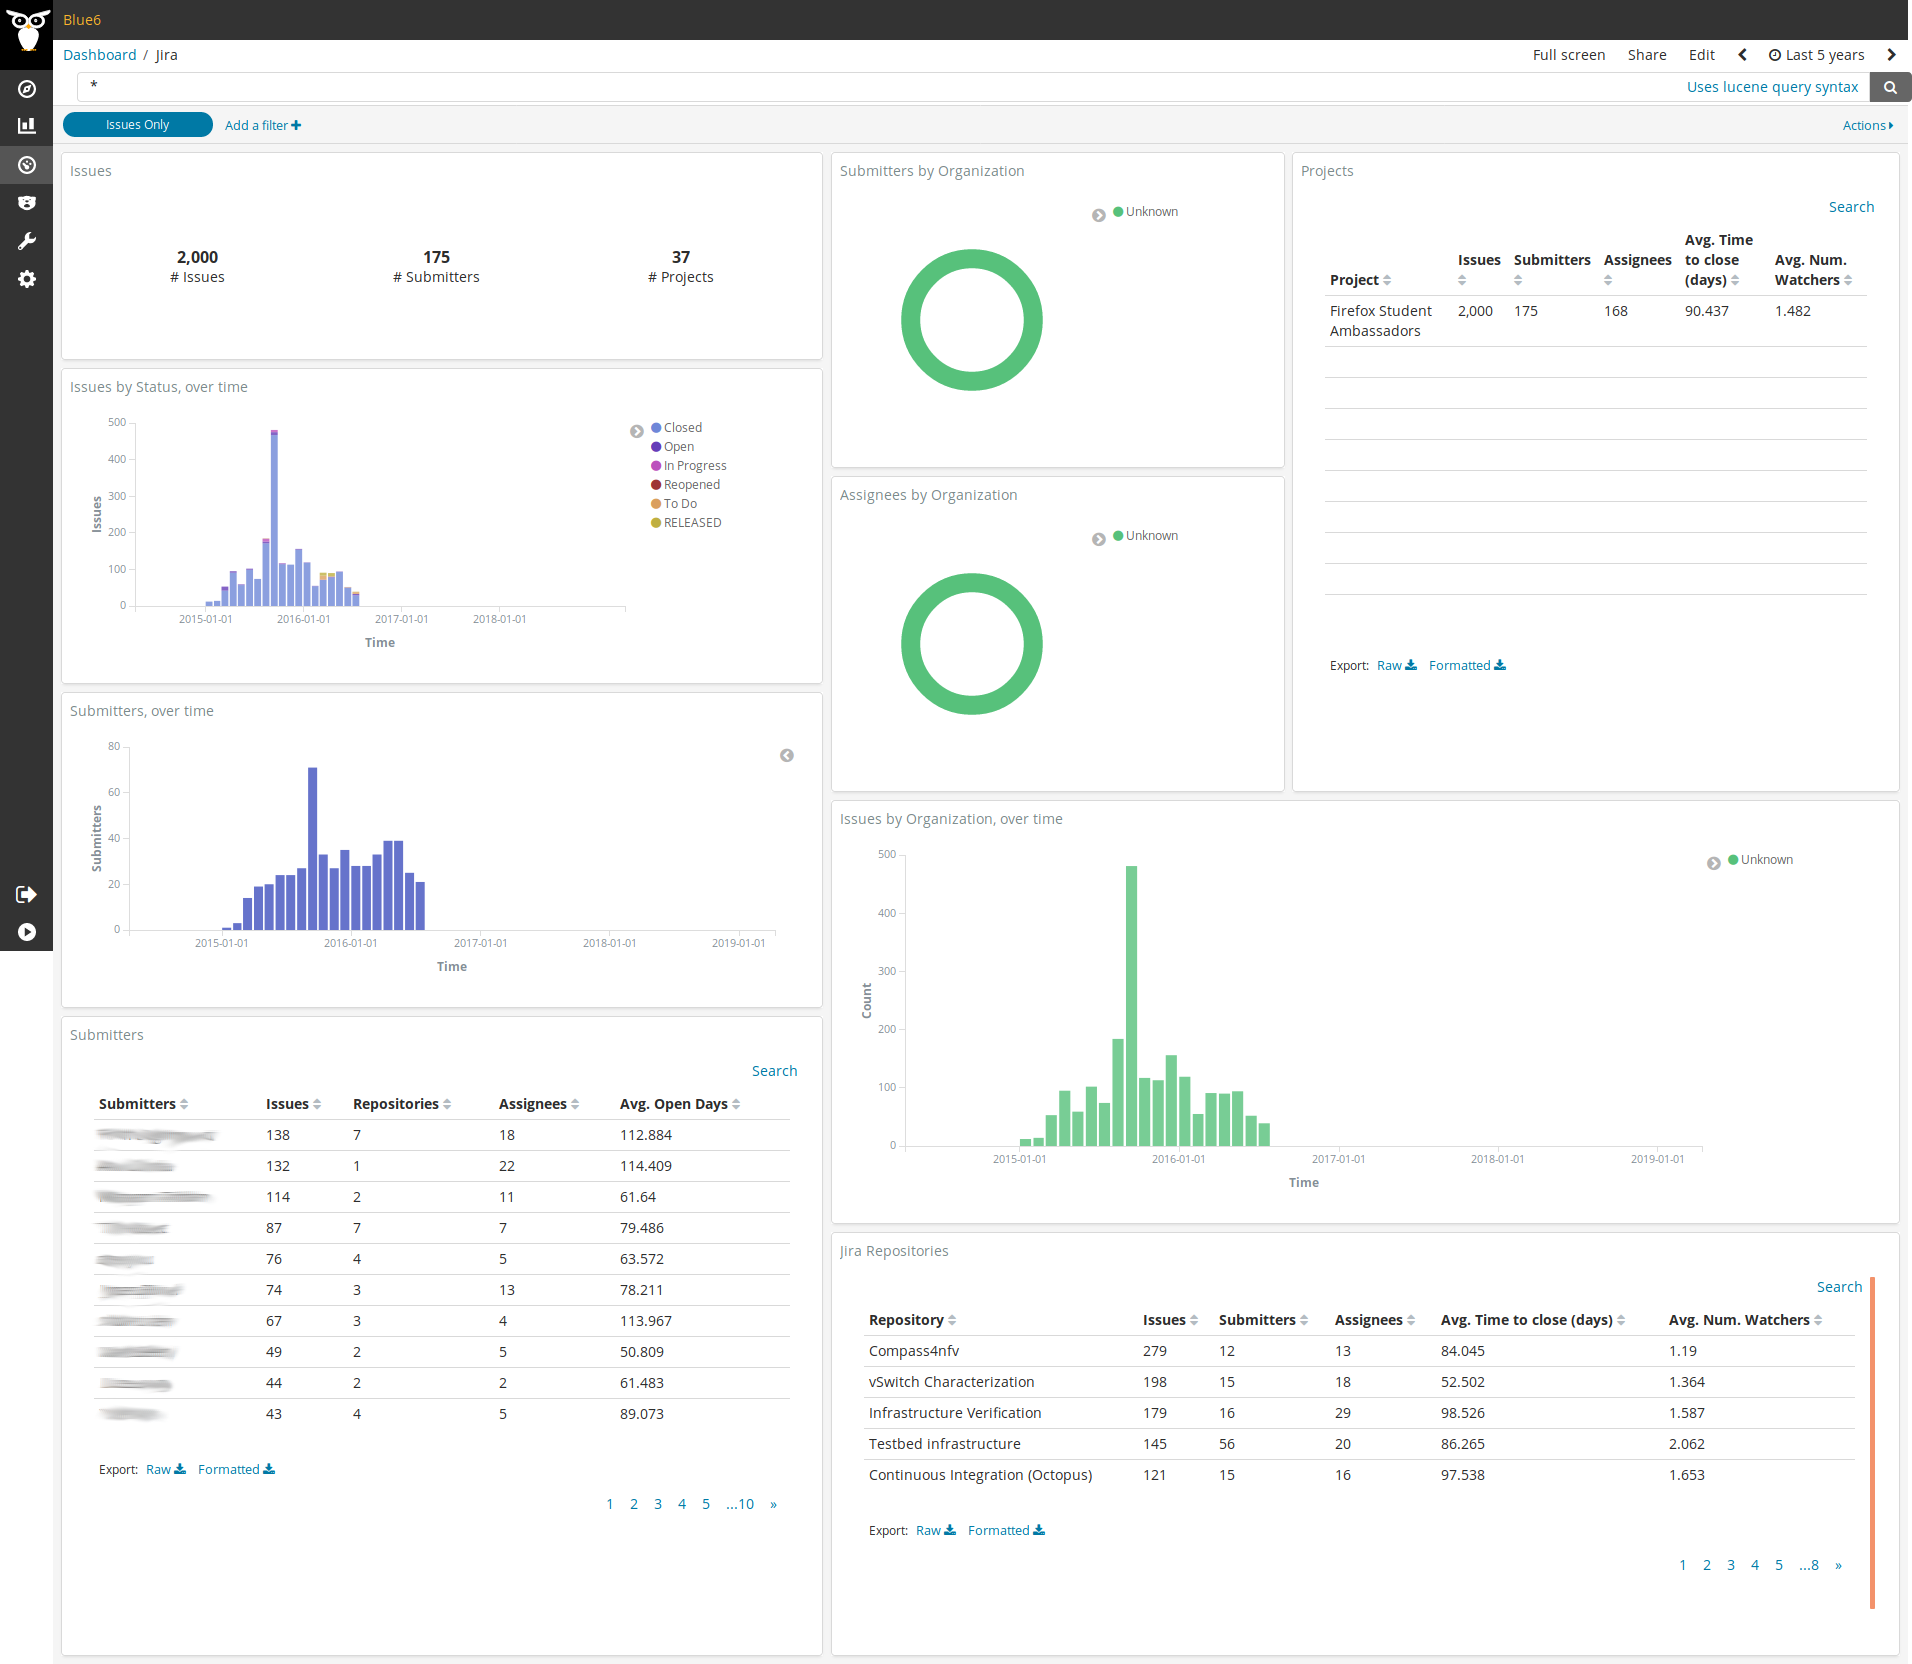 Blue6
Dashboard / Jira
Full screen Share Edit Last 5 years
*
Uses lucene query syntax
Issues Only Add a filter
Actions
Issues
2,000 175 37
# Issues # Submitters # Projects
Issues by Status, over time
500
400
300
200
100
0
Issues
2015-01-01 2016-01-01 2017-01-01 2018-01-01
Time
Closed
Open
In Progress
Reopened
To Do
RELEASED
Submitters, over time
80
60
40
20
0
Submitters
2015-01-01 2016-01-01 2017-01-01 2018-01-01 2019-01-01
Time
Submitters
Search
Submitters Issues Repositories Assignees Avg. Open Days
138 7 18 112.884
132 1 22 114.409
114 2 11 61.64
87 7 7 79.486
76 4 5 63.572
74 3 13 78.211
67 3 4 113.967
49 2 5 50.809
44 2 2 61.483
43 4 5 89.073
Export: Raw Formatted
1 2 3 4 5 ...10 »
Submitters by Organization
Unknown
Assignees by Organization
Unknown
Projects
Search
Project Issues Submitters Assignees Avg. Time to close (days) Avg. Num. Watchers
Firefox Student 2,000 175 168 90.437 1.482
Ambassadors
Export: Raw Formatted
Issues by Organization, over time
500
400
300
200
100
0
Count
2015-01-01 2016-01-01 2017-01-01 2018-01-01 2019-01-01
Time
Unknown
Jira Repositories
Search
Repository Issues Submitters Assignees Avg. Time to close (days) Avg. Num. Watchers
Compass4nfv 279 12 13 84.045 1.19
vSwitch Characterization 198 15 18 52.502 1.364
Infrastructure Verification 179 16 29 98.526 1.587
Testbed infrastructure 145 56 20 86.265 2.062
Continuous Integration (Octopus) 121 15 16 97.538 1.653
Export: Raw Formatted
1 2 3 4 5 ...8 »